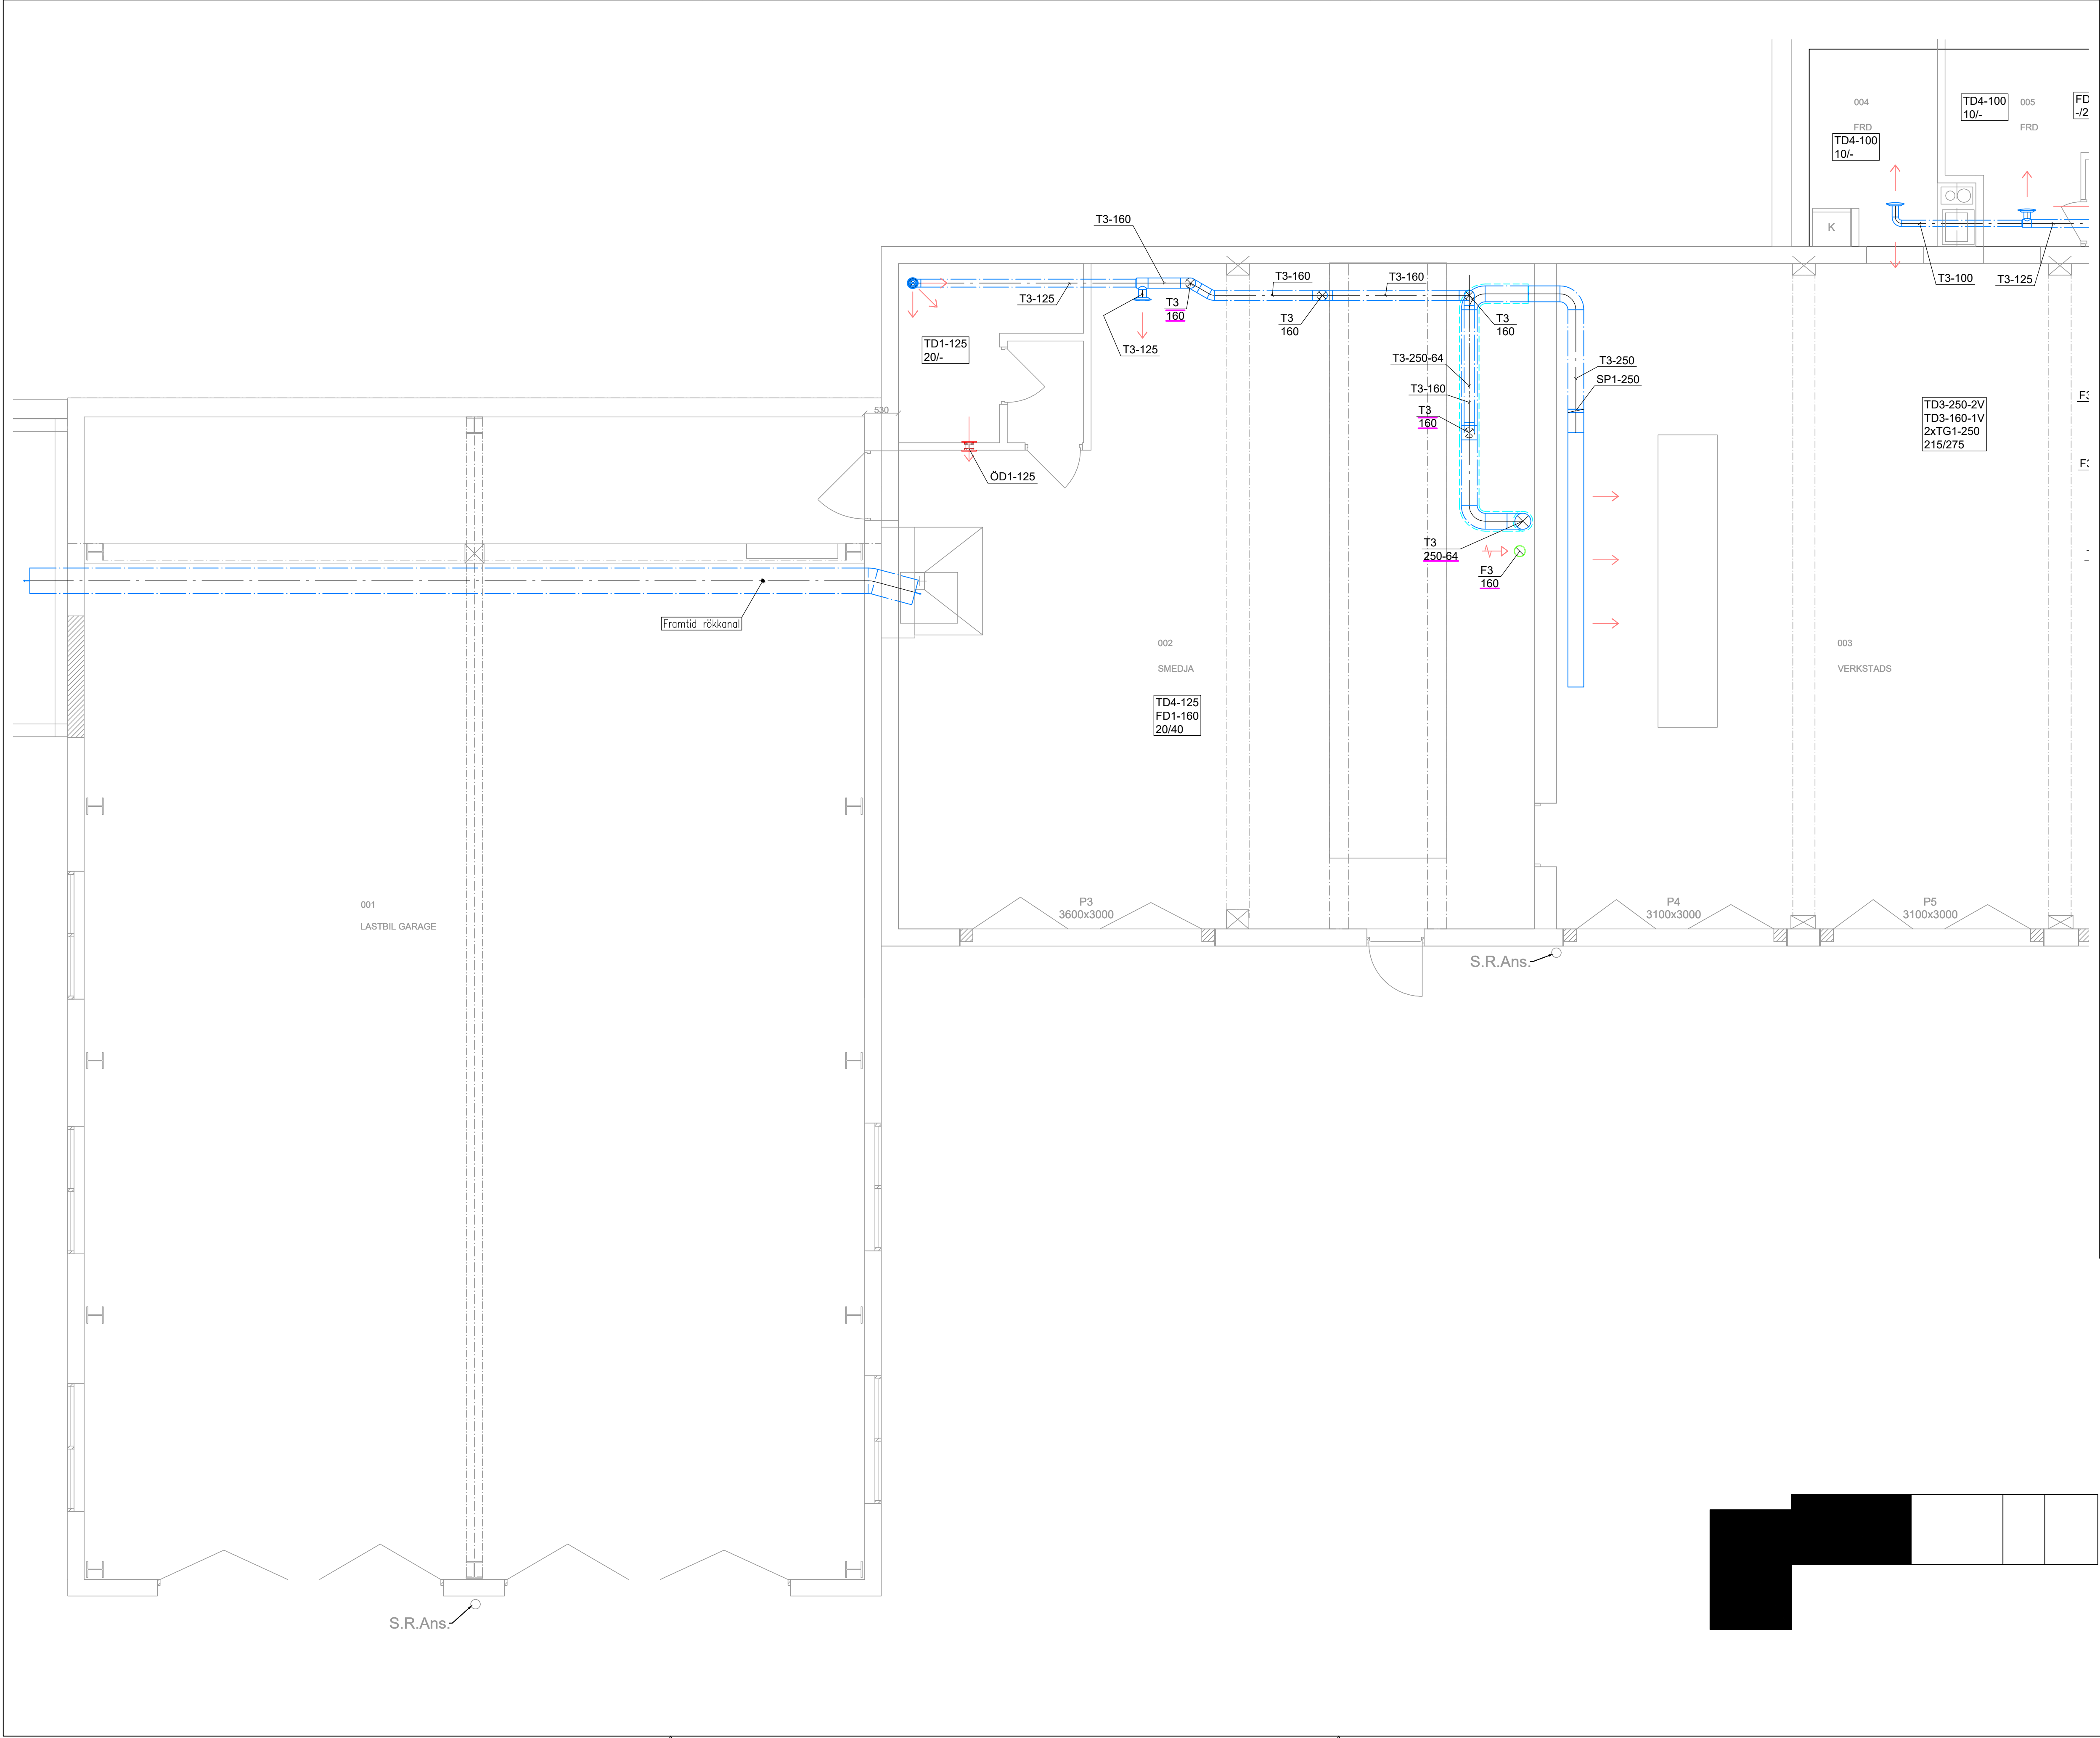 004
FRD
TD4-100
10/-
TD4-100
10/-
005
FRD
FD
-/2
K
T3-100
T3-125
T3-160
T3-125
T3
160
T3-125
T3-160
T3
160
T3-160
T3
160
TD1-125
20/-
T3-250-64
T3-160
T3
160
T3-250
SP1-250
TD3-250-2V
TD3-160-1V
2xTG1-250
215/275
F3
F3
530
ÖD1-125
T3
250-64
F3
160
Framtid rökkanal
002
SMEDJA
TD4-125
FD1-160
20/40
003
VERKSTADS
001
LASTBIL GARAGE
P3
3600x3000
P4
3100x3000
P5
3100x3000
S.R.Ans.
S.R.Ans.